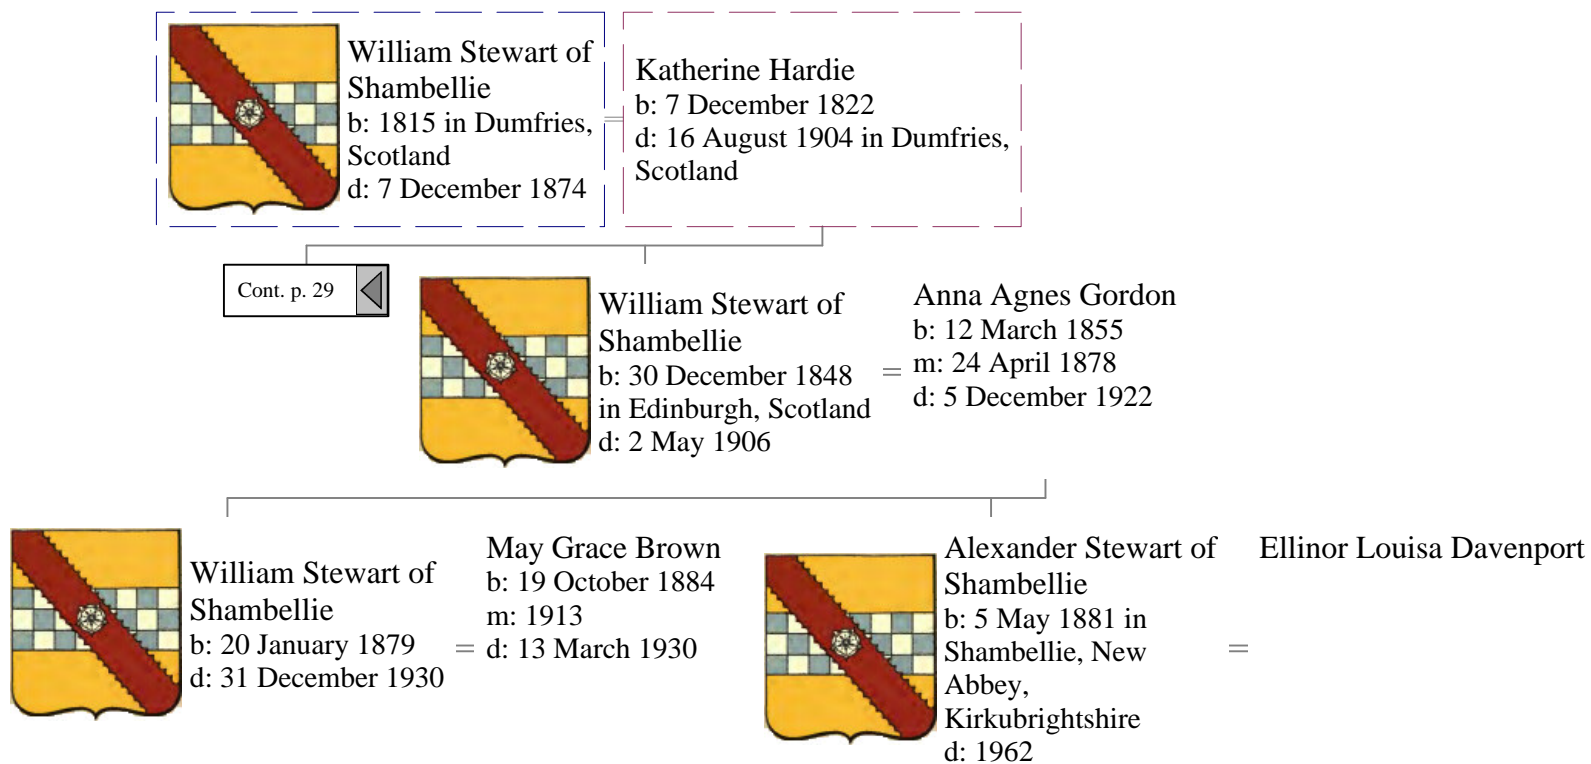 William Stewart of
Shambellie
b: 1815 in Dumfries,
Scotland
d: 7 December 1874
=
Katherine Hardie
b: 7 December 1822
d: 16 August 1904 in Dumfries,
Scotland
Cont. p. 29
William Stewart of
Shambellie
b: 30 December 1848
in Edinburgh, Scotland
d: 2 May 1906
=
Anna Agnes Gordon
b: 12 March 1855
m: 24 April 1878
d: 5 December 1922
William Stewart of
Shambellie
b: 20 January 1879
d: 31 December 1930
=
May Grace Brown
b: 19 October 1884
m: 1913
d: 13 March 1930
Alexander Stewart of
Shambellie
b: 5 May 1881 in
Shambellie, New
Abbey,
Kirkubrightshire
d: 1962
=
Ellinor Louisa Davenport